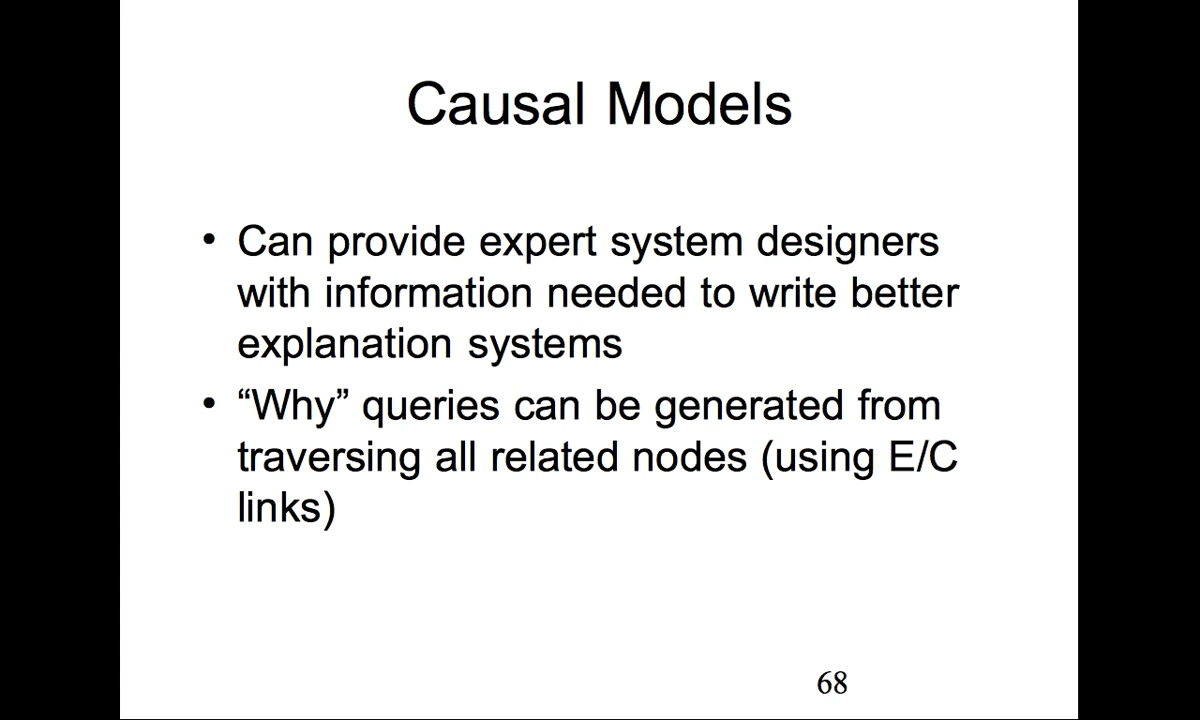 Causal Models
• Can provide expert system designers
with information needed to write better
explanation systems
• “Why” queries can be generated from
traversing all related nodes (using E/C
links)
68